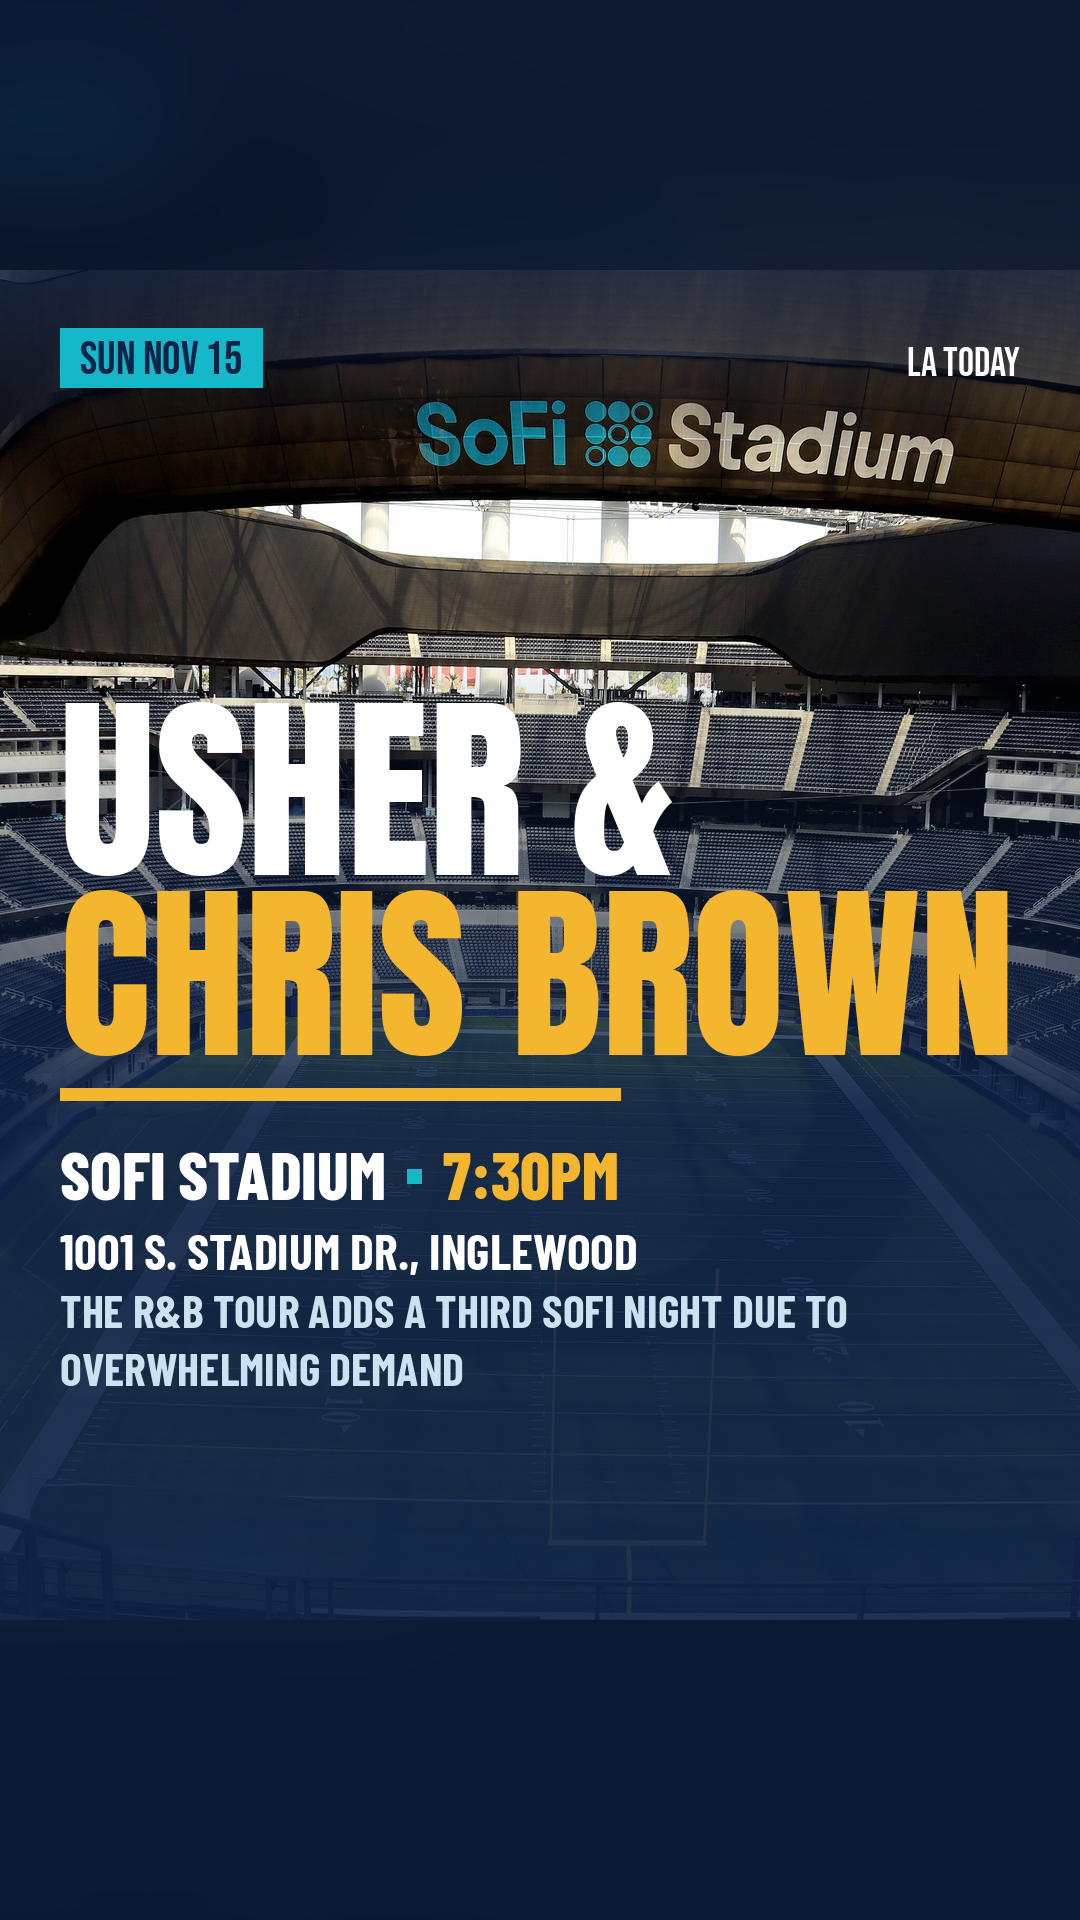 SUN NOV 15
LA TODAY
SoFi Stadium
USHER &
CHRIS BROWN
SOFI STADIUM ▪ 7:30PM
1001 S. STADIUM DR., INGLEWOOD
THE R&B TOUR ADDS A THIRD SOFI NIGHT DUE TO
OVERWHELMING DEMAND